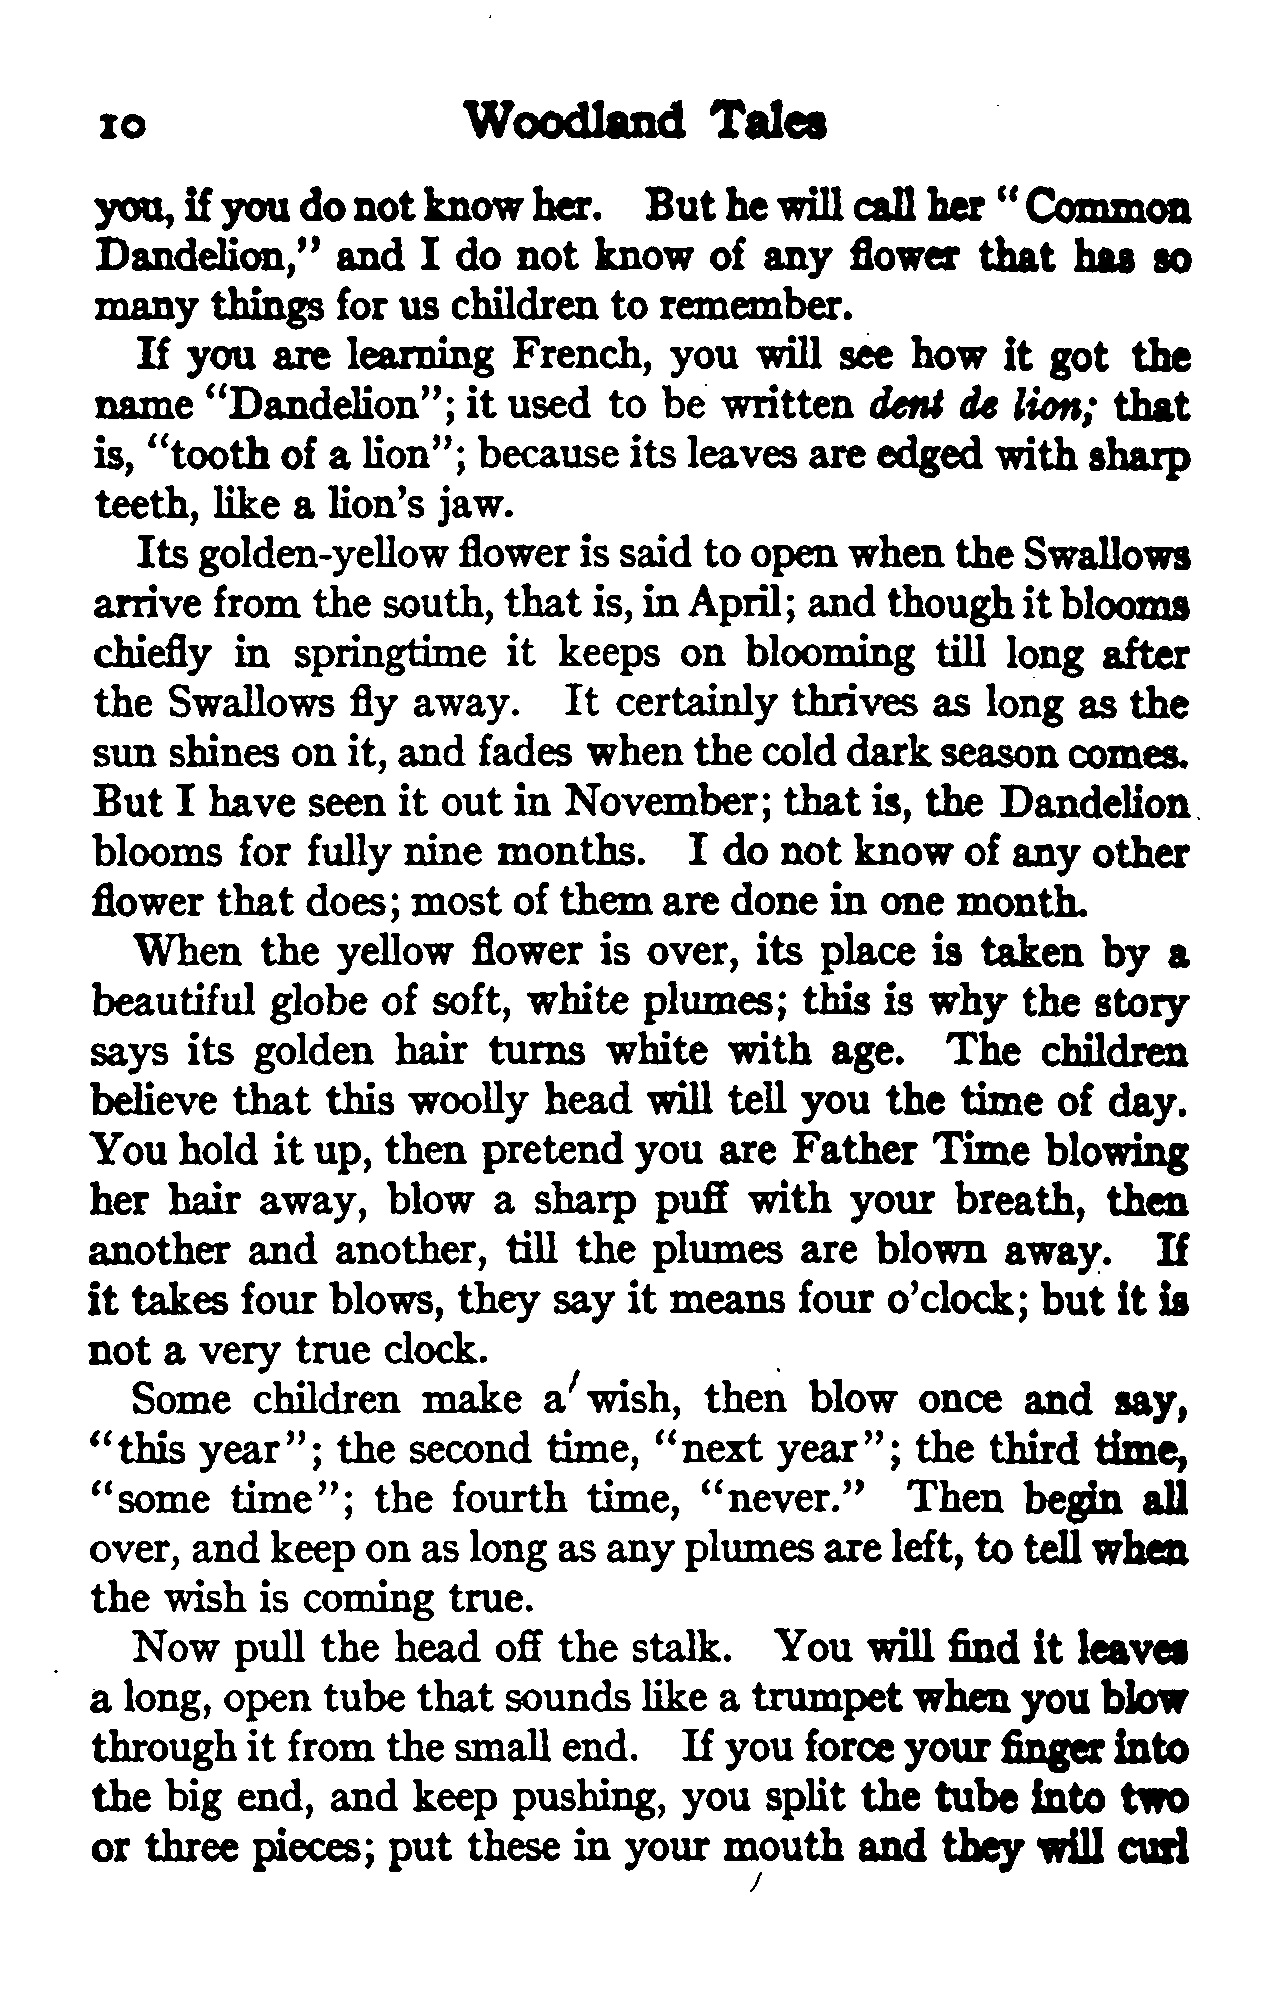 10 Woodland Tales
you, if you do not know her. But he will call her "Common
Dandelion," and I do not know of any flower that has so
many things for us children to remember.
If you are learning French, you will see how it got the
name "Dandelion"; it used to be written dent de lion; that
is, "tooth of a lion"; because its leaves are edged with sharp
teeth, like a lion's jaw.
Its golden-yellow flower is said to open when the Swallows
arrive from the south, that is, in April; and though it blooms
chiefly in springtime it keeps on blooming till long after
the Swallows fly away. It certainly thrives as long as the
sun shines on it, and fades when the cold dark season comes.
But I have seen it out in November; that is, the Dandelion
blooms for fully nine months. I do not know of any other
flower that does; most of them are done in one month.
When the yellow flower is over, its place is taken by a
beautiful globe of soft, white plumes; this is why the story
says its golden hair turns white with age. The children
believe that this woolly head will tell you the time of day.
You hold it up, then pretend you are Father Time blowing
her hair away, blow a sharp puff with your breath, then
another and another, till the plumes are blown away. If
it takes four blows, they say it means four o'clock; but it is
not a very true clock.
Some children make a wish, then blow once and say,
"this year"; the second time, "next year"; the third time,
"some time"; the fourth time, "never." Then begin all
over, and keep on as long as any plumes are left, to tell when
the wish is coming true.
Now pull the head off the stalk. You will find it leaves
a long, open tube that sounds like a trumpet when you blow
through it from the small end. If you force your finger into
the big end, and keep pushing, you split the tube into two
or three pieces; put these in your mouth and they will curl